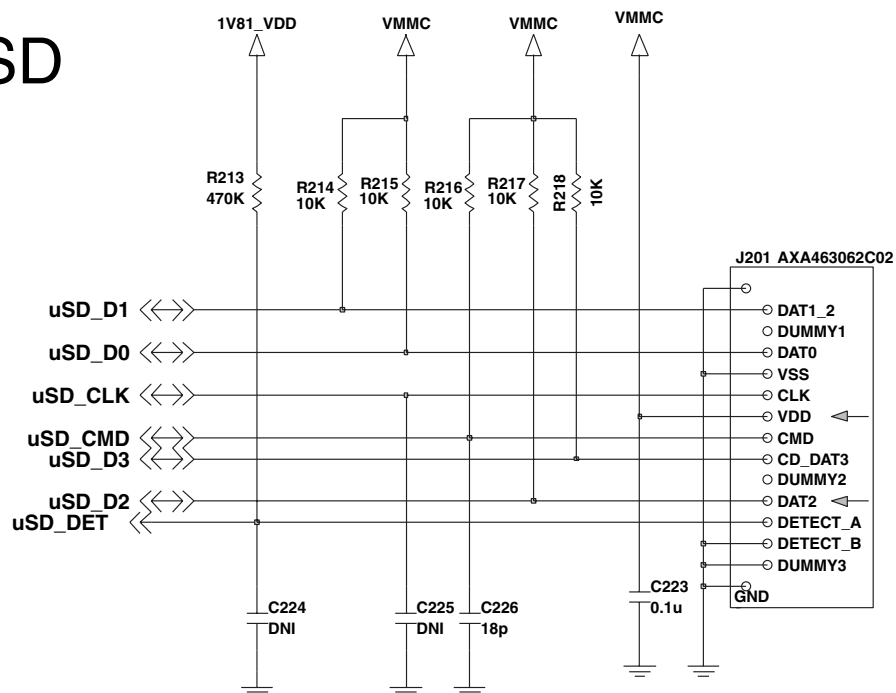 SD
1V81_VDD
VMMC
VMMC
VMMC
R213
470K
R214
10K
R215
10K
R216
10K
R217
10K
R218
10K
J201 AXA463062C02
uSD_D1
uSD_D0
uSD_CLK
uSD_CMD
uSD_D3
uSD_D2
uSD_DET
DAT1_2
DUMMY1
DAT0
VSS
CLK
VDD
CMD
CD_DAT3
DUMMY2
DAT2
DETECT_A
DETECT_B
DUMMY3
GND
C224
DNI
C225
DNI
C226
18p
C223
0.1u